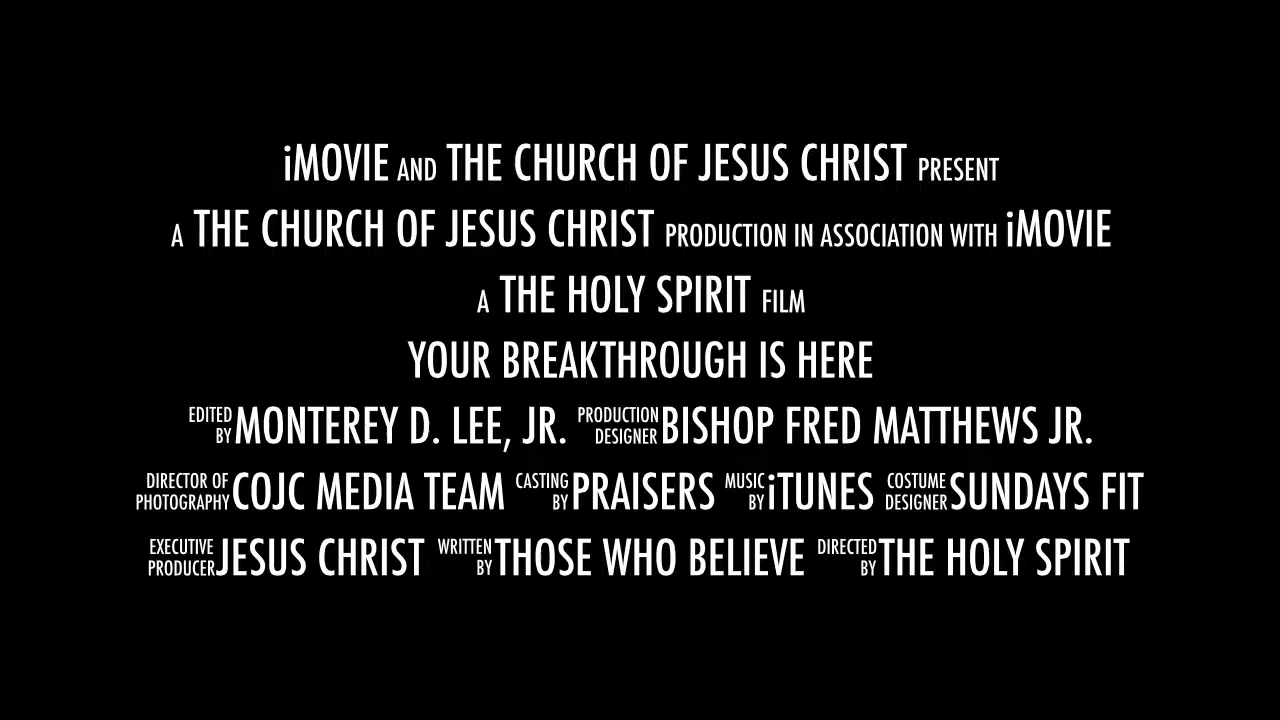 iMOVIE AND THE CHURCH OF JESUS CHRIST PRESENT
A THE CHURCH OF JESUS CHRIST PRODUCTION IN ASSOCIATION WITH iMOVIE
A THE HOLY SPIRIT FILM
YOUR BREAKTHROUGH IS HERE
EDITED BY MONTEREY D. LEE, JR. PRODUCTION DESIGNER BISHOP FRED MATTHEWS JR.
DIRECTOR OF PHOTOGRAPHY COJC MEDIA TEAM CASTING BY PRAISERS MUSIC BY iTUNES COSTUME DESIGNER SUNDAYS FIT
EXECUTIVE PRODUCER JESUS CHRIST WRITTEN BY THOSE WHO BELIEVE DIRECTED BY THE HOLY SPIRIT